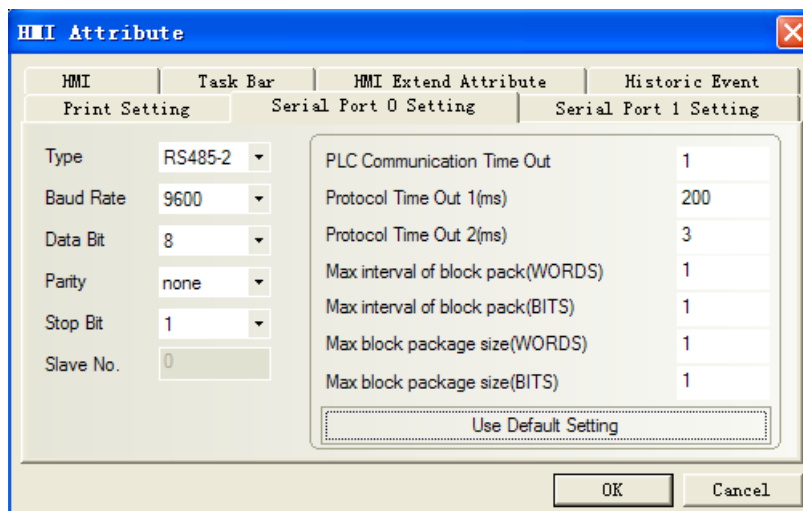 HMI Attribute
HMI Task Bar HMI Extend Attribute Historic Event
Print Setting Serial Port 0 Setting Serial Port 1 Setting
Type RS485-2
Baud Rate 9600
Data Bit 8
Parity none
Stop Bit 1
Slave No. 0
PLC Communication Time Out 1
Protocol Time Out 1(ms) 200
Protocol Time Out 2(ms) 3
Max interval of block pack(WORDS) 1
Max interval of block pack(BITS) 1
Max block package size(WORDS) 1
Max block package size(BITS) 1
Use Default Setting
OK Cancel